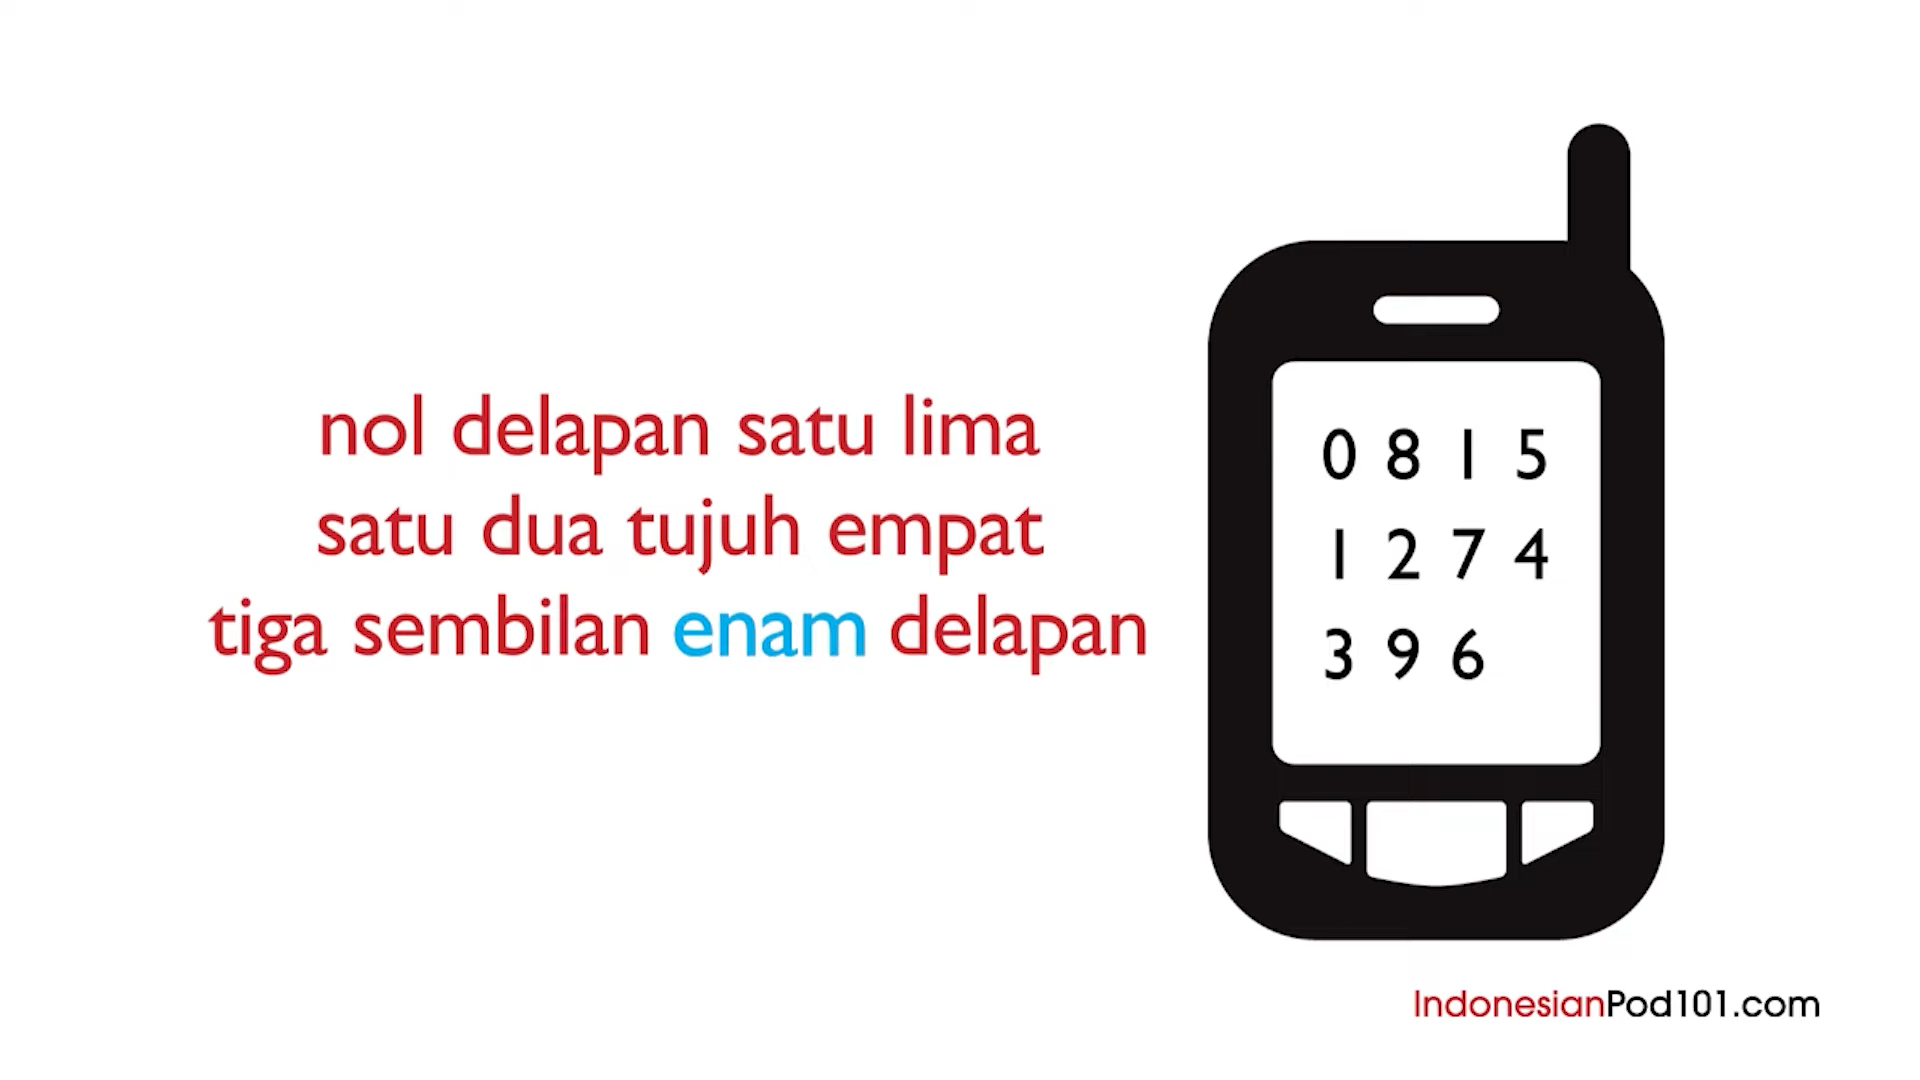 nol delapan satu lima
satu dua tujuh empat
tiga sembilan enam delapan
0 8 1 5
1 2 7 4
3 9 6
IndonesianPod101.com